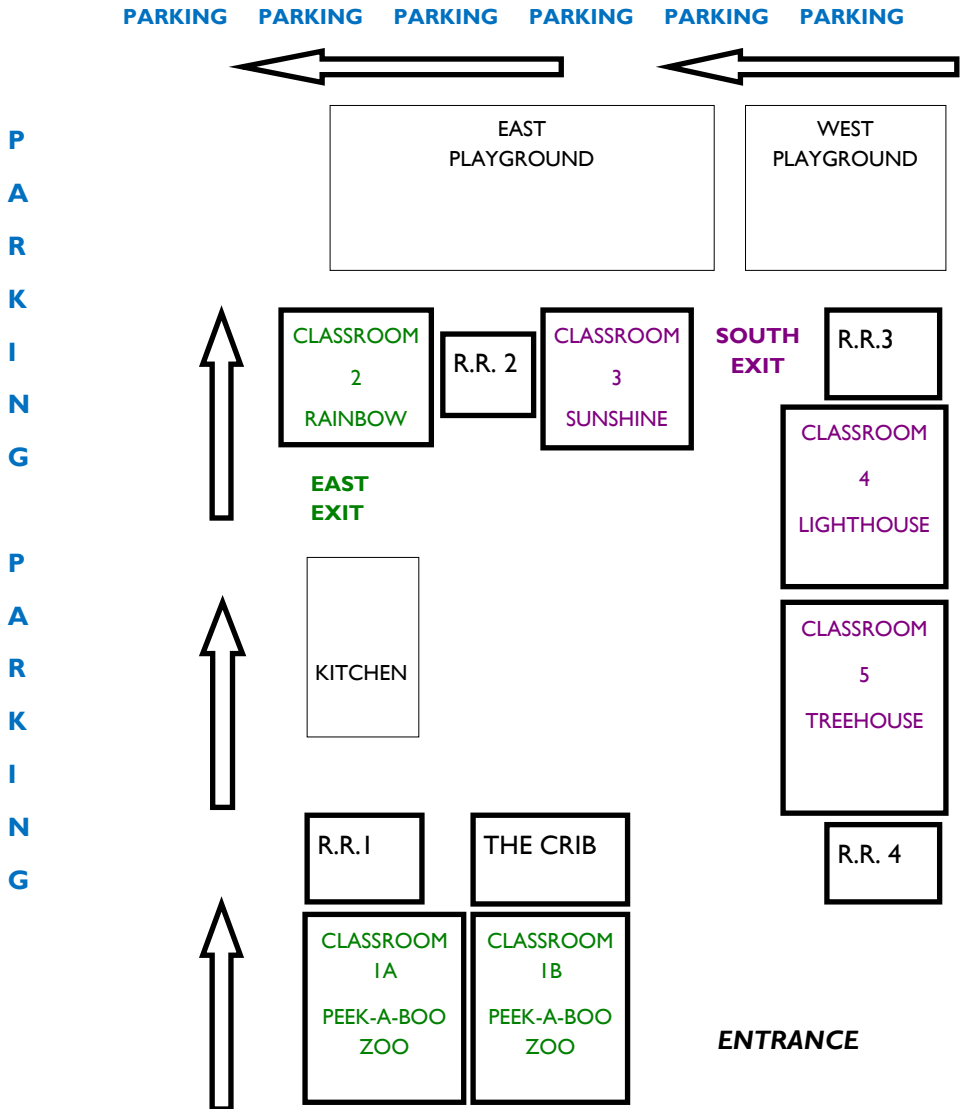 PARKING PARKING PARKING PARKING PARKING PARKING
P
A
R
K
I
N
G
P
A
R
K
I
N
G
EAST
PLAYGROUND
WEST
PLAYGROUND
CLASSROOM
2
RAINBOW
R.R. 2
CLASSROOM
3
SUNSHINE
SOUTH
EXIT
R.R.3
CLASSROOM
4
LIGHTHOUSE
EAST
EXIT
KITCHEN
CLASSROOM
5
TREEHOUSE
R.R.1
THE CRIB
R.R. 4
CLASSROOM
1A
PEEK-A-BOO
ZOO
CLASSROOM
1B
PEEK-A-BOO
ZOO
ENTRANCE